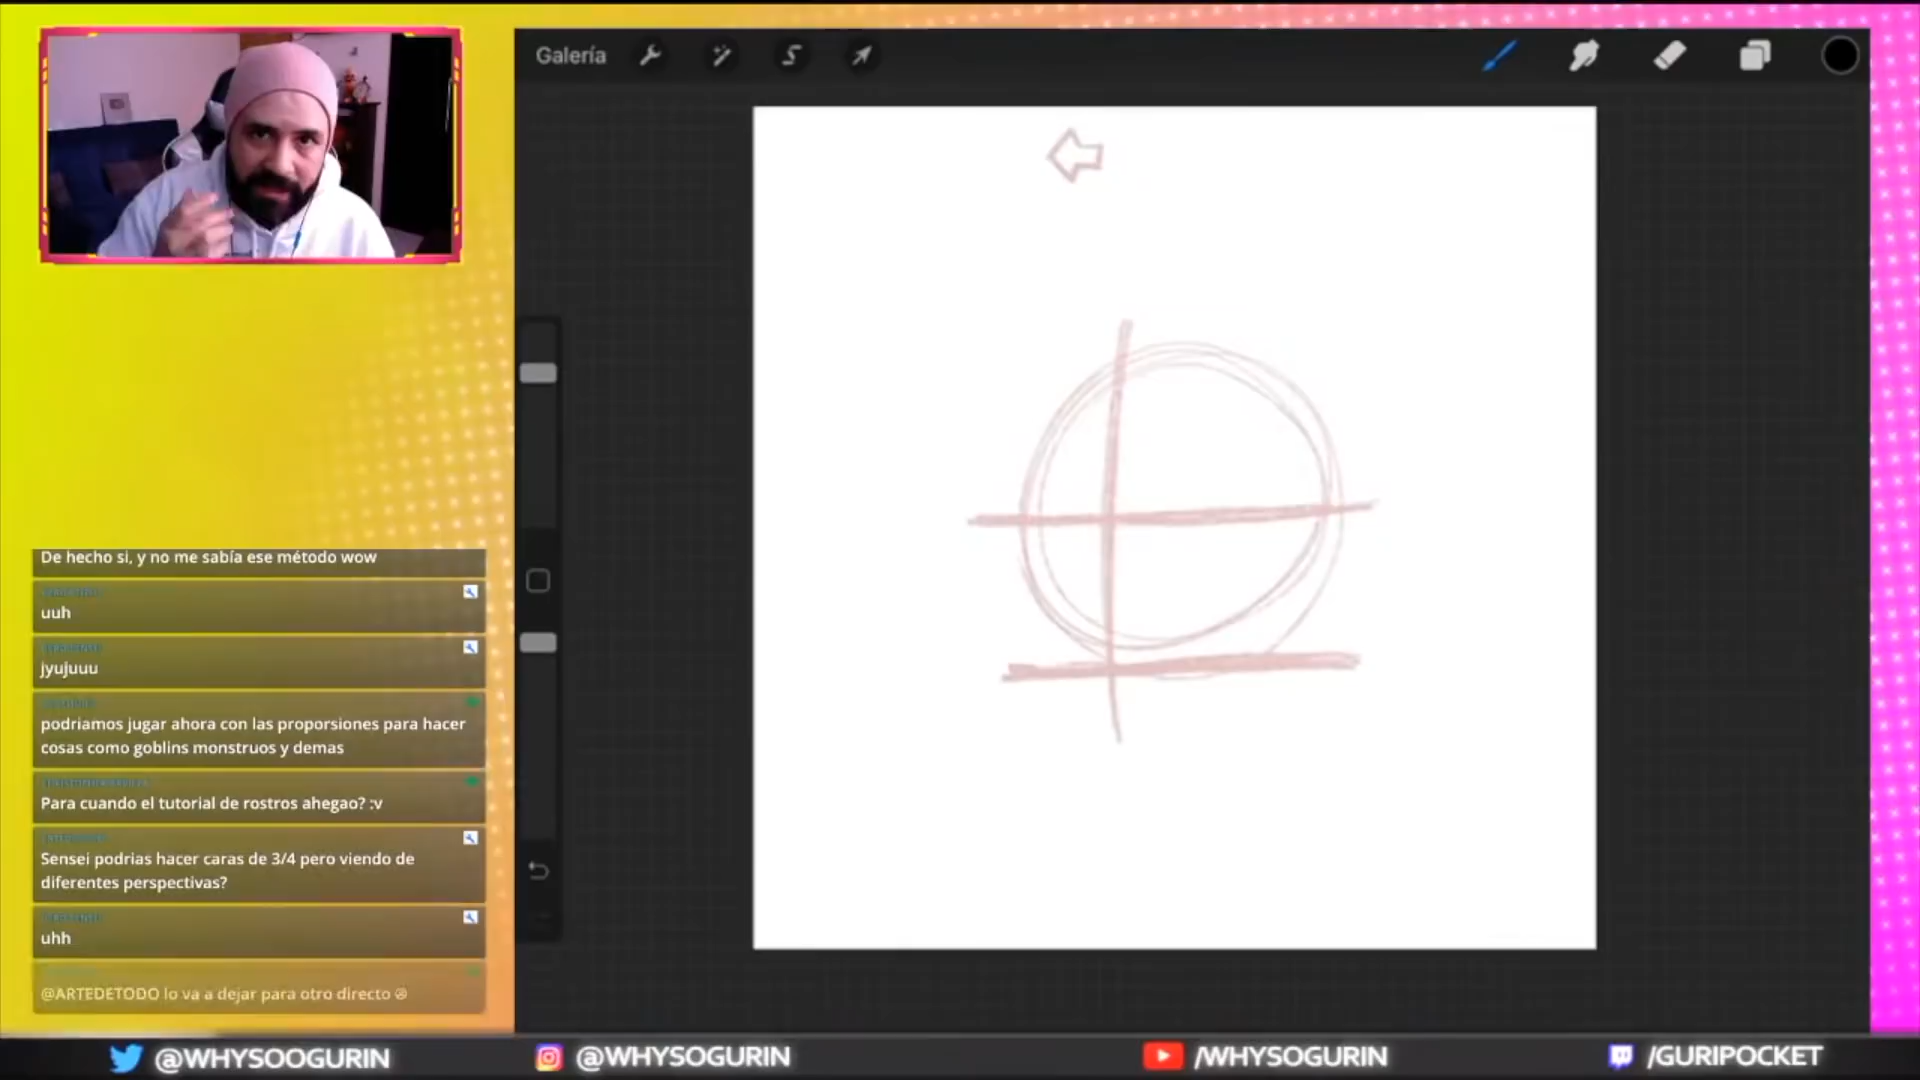 Galería
De hecho si, y no me sabía ese método wow
uuh
jyujuuu
podriamos jugar ahora con las proporsiones para hacer
cosas como goblins monstruos y demas
Para cuando el tutorial de rostros ahegao? :v
Sensei podrias hacer caras de 3/4 pero viendo de
diferentes perspectivas?
uhh
@ARTEDETODO lo va a dejar para otro directo
@WHYSOOGURIN
@WHYSOGURIN
/WHYSOGURIN
/GURIPOCKET